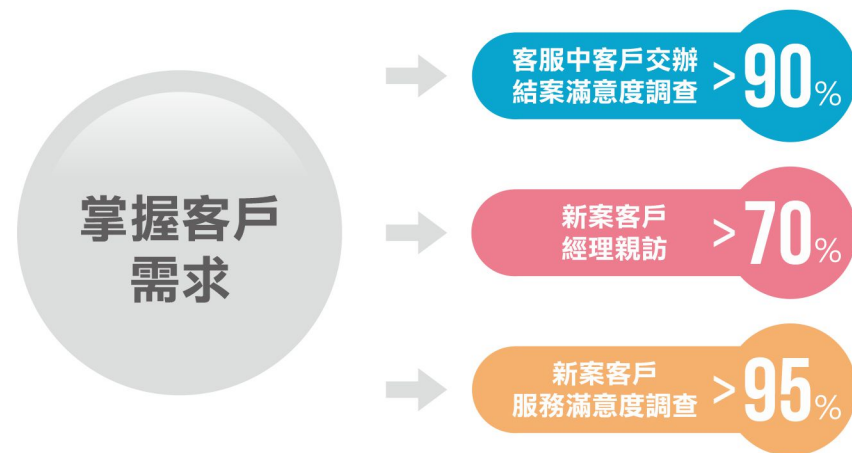 掌握客戶
需求
客服中客戶交辦
結案滿意度調查
>90%
新案客戶
經理親訪
>70%
新案客戶
服務滿意度調查
>95%